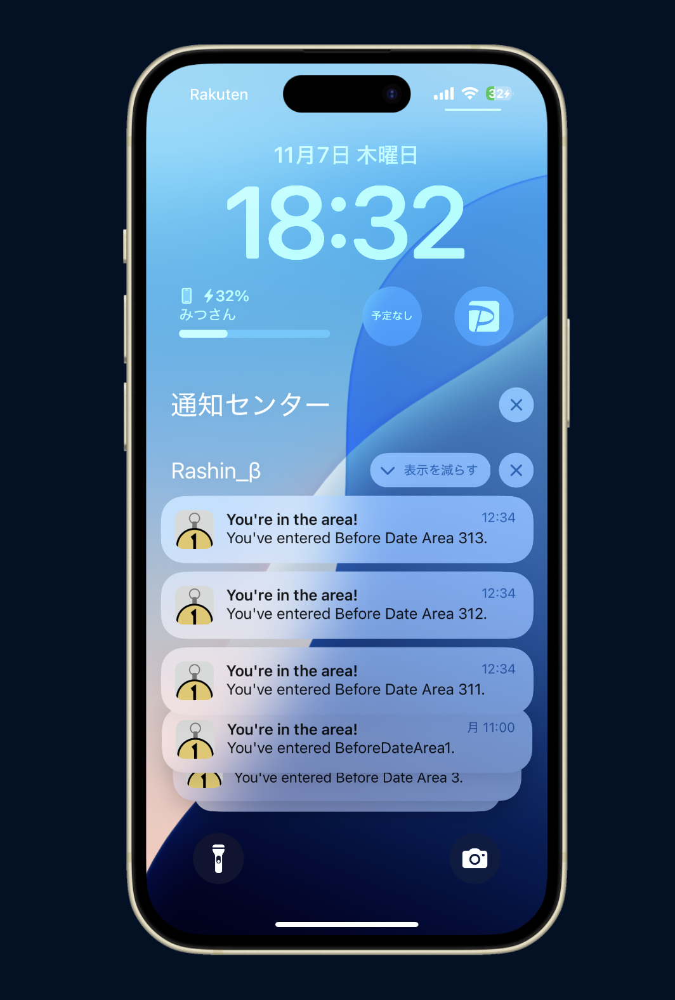 Rakuten
32
11月7日 木曜日
18:32
32%
みつさん
予定なし
通知センター
Rashin_β
表示を減らす
You're in the area!
12:34
You've entered Before Date Area 313.
You're in the area!
12:34
You've entered Before Date Area 312.
You're in the area!
12:34
You've entered Before Date Area 311.
You're in the area!
月 11:00
You've entered BeforeDateArea1.
You've entered Before Date Area 3.